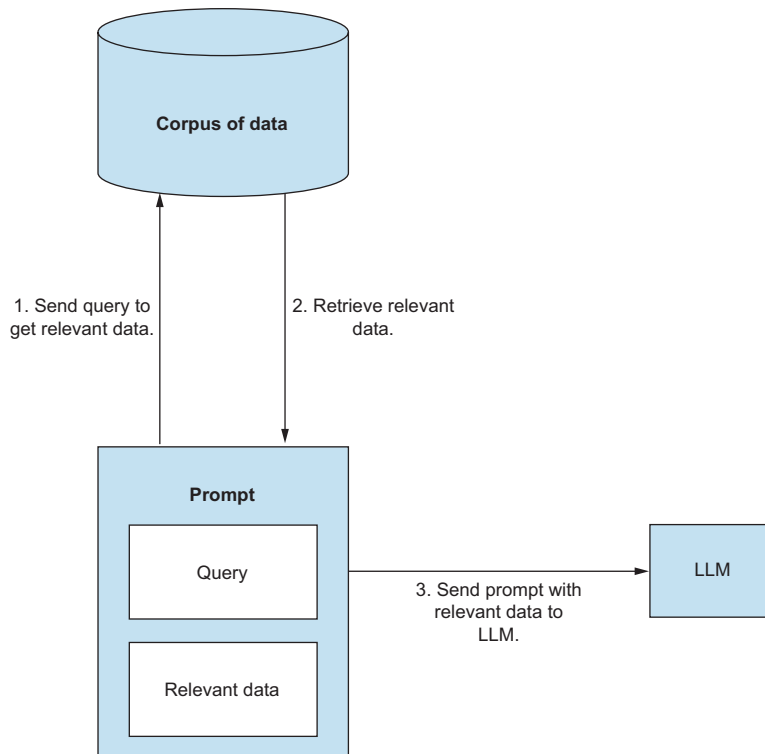 Corpus of data
1. Send query to
get relevant data.
2. Retrieve relevant
data.
Prompt
Query
Relevant data
3. Send prompt with
relevant data to
LLM.
LLM